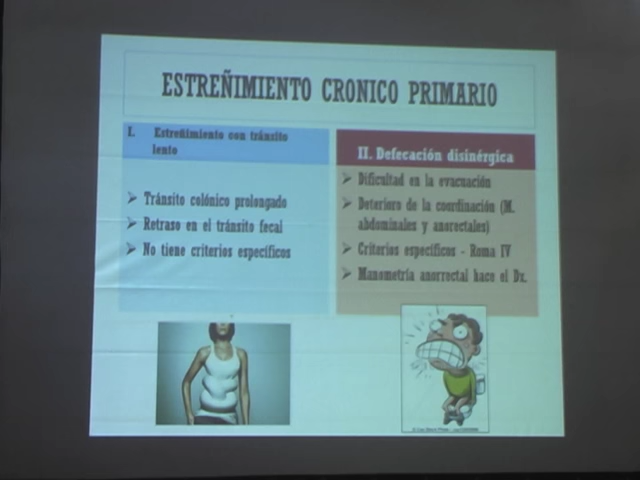 ESTREÑIMIENTO CRONICO PRIMARIO
I. Estreñimiento con tránsito
lento
➢ Tránsito colónico prolongado
➢ Retraso en el tránsito fecal
➢ No tiene criterios específicos
II. Defecación disinérgica
➢ Dificultad en la evacuación
➢ Deterioro de la coordinación (M.
abdominales y anorectales)
➢ Criterios específicos - Roma IV
➢ Manometría anorrectal hace el Dx.